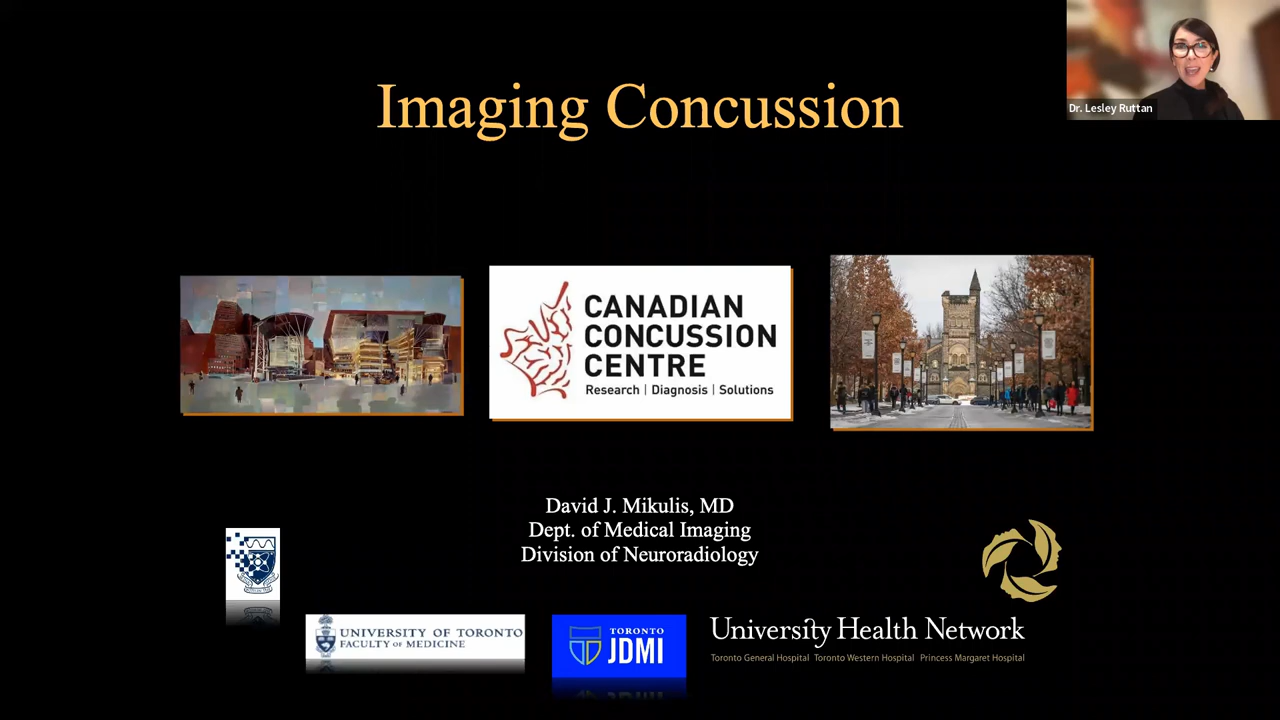 Imaging Concussion
Dr. Lesley Ruttan
CANADIAN
CONCUSSION
CENTRE
Research | Diagnosis | Solutions
David J. Mikulis, MD
Dept. of Medical Imaging
Division of Neuroradiology
UNIVERSITY OF TORONTO
FACULTY OF MEDICINE
TORONTO
JDMI
University Health Network
Toronto General Hospital Toronto Western Hospital Princess Margaret Hospital